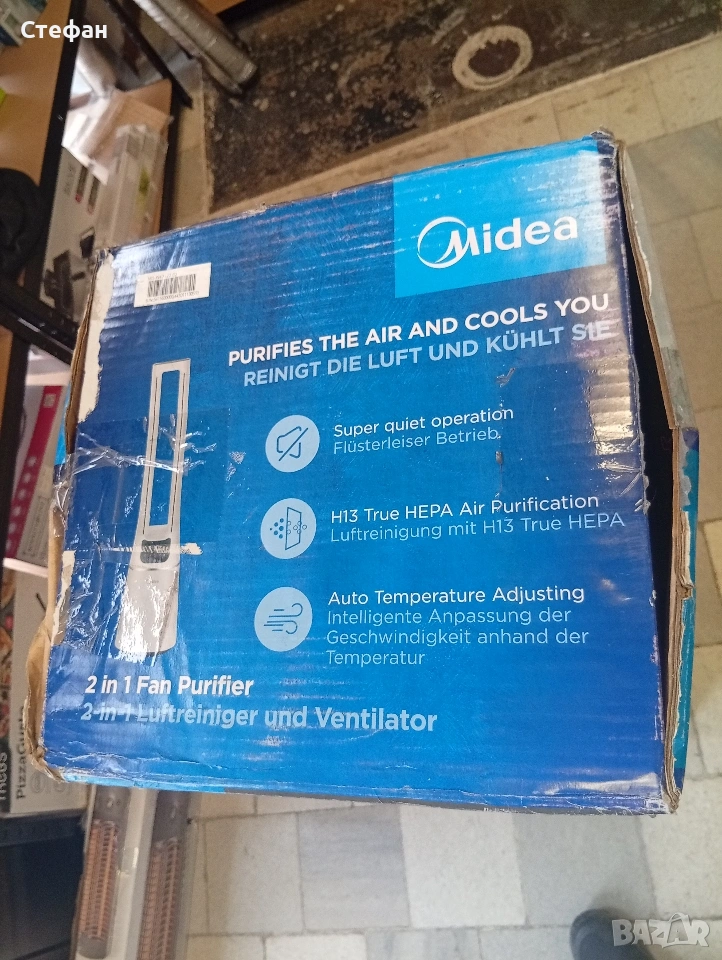 Стефан
Midea
PURIFIES THE AIR AND COOLS YOU
REINIGT DIE LUFT UND KÜHLT SIE
Super quiet operation
Flüsterleiser Betrieb
H13 True HEPA Air Purification
Luftreinigung mit H13 True HEPA
Auto Temperature Adjusting
Intelligente Anpassung der
Geschwindigkeit anhand der
Temperatur
2 in 1 Fan Purifier
2-in-1 Luftreiniger und Ventilator
BAZAR